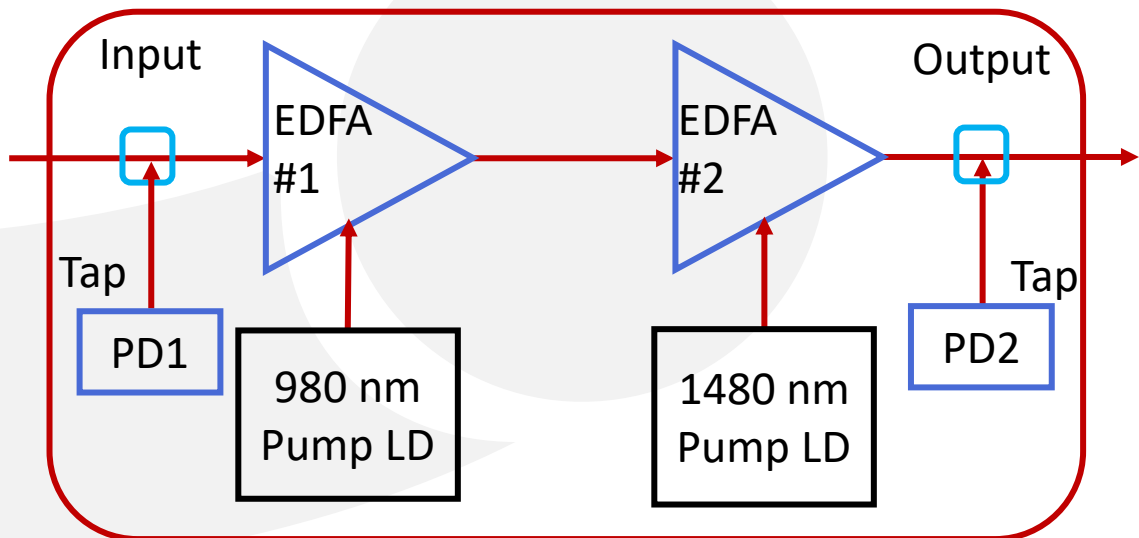 Input
Output
EDFA
#1
EDFA
#2
Tap
Tap
PD1
980 nm
Pump LD
1480 nm
Pump LD
PD2